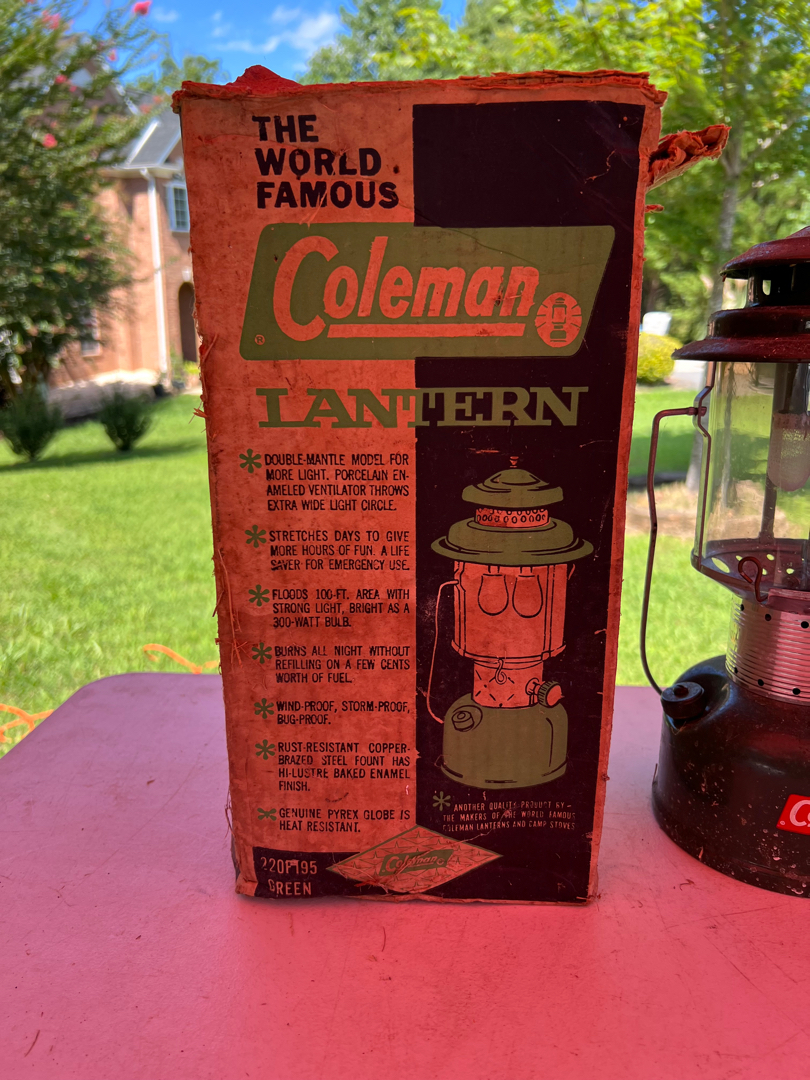 THE
WORLD
FAMOUS
Coleman
®
LANTERN
DOUBLE-MANTLE MODEL FOR
MORE LIGHT. PORCELAIN EN-
AMELED VENTILATOR THROWS
EXTRA WIDE LIGHT CIRCLE.
STRETCHES DAYS TO GIVE
MORE HOURS OF FUN. A LIFE
SAVER FOR EMERGENCY USE.
FLOODS 100-FT. AREA WITH
STRONG LIGHT, BRIGHT AS A
300-WATT BULB.
BURNS ALL NIGHT WITHOUT
REFILLING ON A FEW CENTS
WORTH OF FUEL.
WIND-PROOF, STORM-PROOF,
BUG-PROOF.
RUST-RESISTANT COPPER-
BRAZED STEEL FOUNT HAS
HI-LUSTRE BAKED ENAMEL
FINISH.
GENUINE PYREX GLOBE IS
HEAT RESISTANT.
ANOTHER QUALITY PRODUCT BY—
THE MAKERS OF THE WORLD FAMOUS
COLEMAN LANTERNS AND CAMP STOVES
Coleman
220F195
GREEN